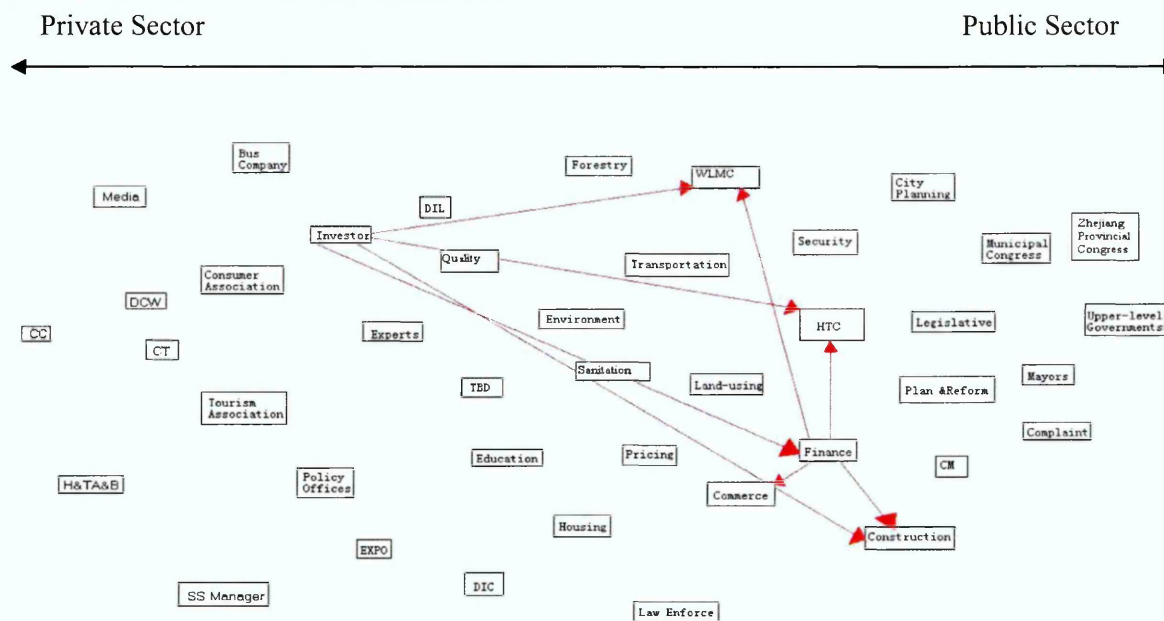 Private Sector
Public Sector
Bus
Company
Forestry
WLMC
City
Planning
Media
DIL
Investor
Quality
Transportation
Security
Municipal
Congress
Zhejiang
Provincial
Congress
Consumer
Association
DCW
CC
CT
Experts
Environment
HTC
Legislative
Upper-level
Governments
Sanitation
TBD
Land-using
Plan &Reform
Mayors
Tourism
Association
Complaint
Education
Pricing
Finance
CM
H&TA&B
Policy
Offices
Commerce
Housing
Construction
EXPO
SS Manager
DIC
Law Enforce